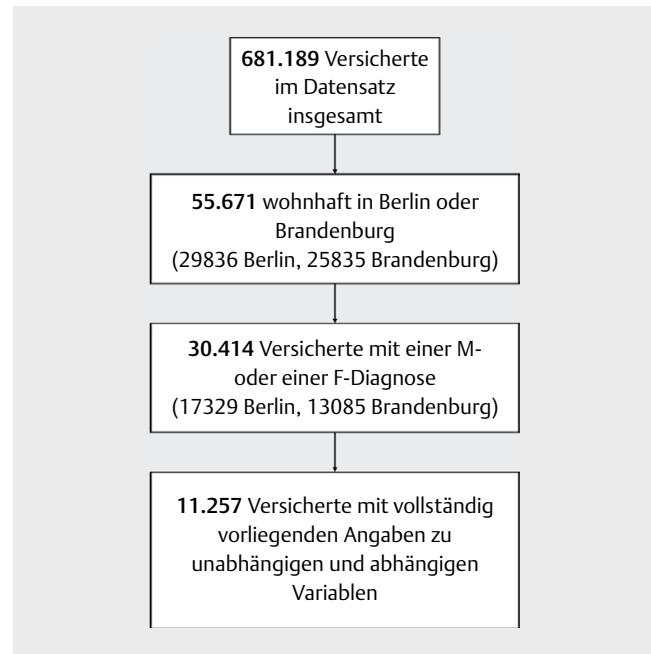 681.189 Versicherte
im Datensatz
insgesamt
55.671 wohnhaft in Berlin oder
Brandenburg
(29836 Berlin, 25835 Brandenburg)
30.414 Versicherte mit einer M-
oder einer F-Diagnose
(17329 Berlin, 13085 Brandenburg)
11.257 Versicherte mit vollständig
vorliegenden Angaben zu
unabhängigen und abhängigen
Variablen